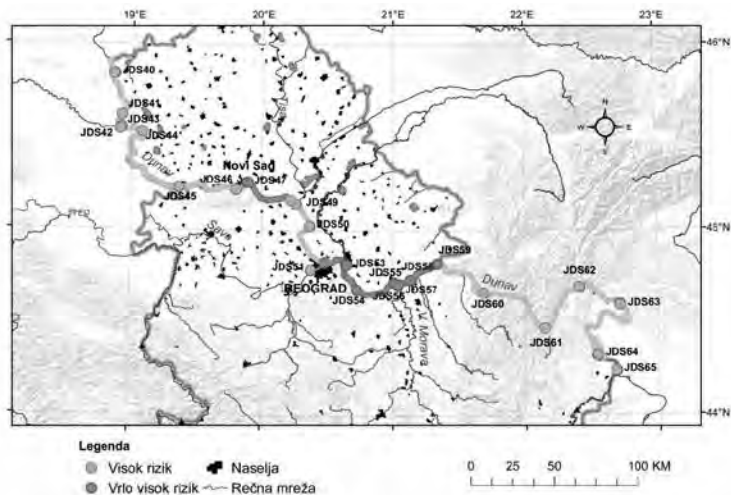 19°E 20°E 21°E 22°E 23°E
46°N
JDS40
JDS41
JDS43
JDS42
JDS44
Tisa
N
W E
S
Dunav
Novi Sad
JDS46 JDS47
JDS45
JDS49
JDS50
45°N
Sava
JDS53
BEOGRAD
JDS54
JDS55
JDS56
JDS57
JDS58
JDS59
Dunav
JDS60
JDS61
JDS62
JDS63
JDS64
JDS65
V. Morava
44°N
Legenda
Visok rizik Naselja
Vrlo visok rizik Rečna mreža
0 25 50 100 KM